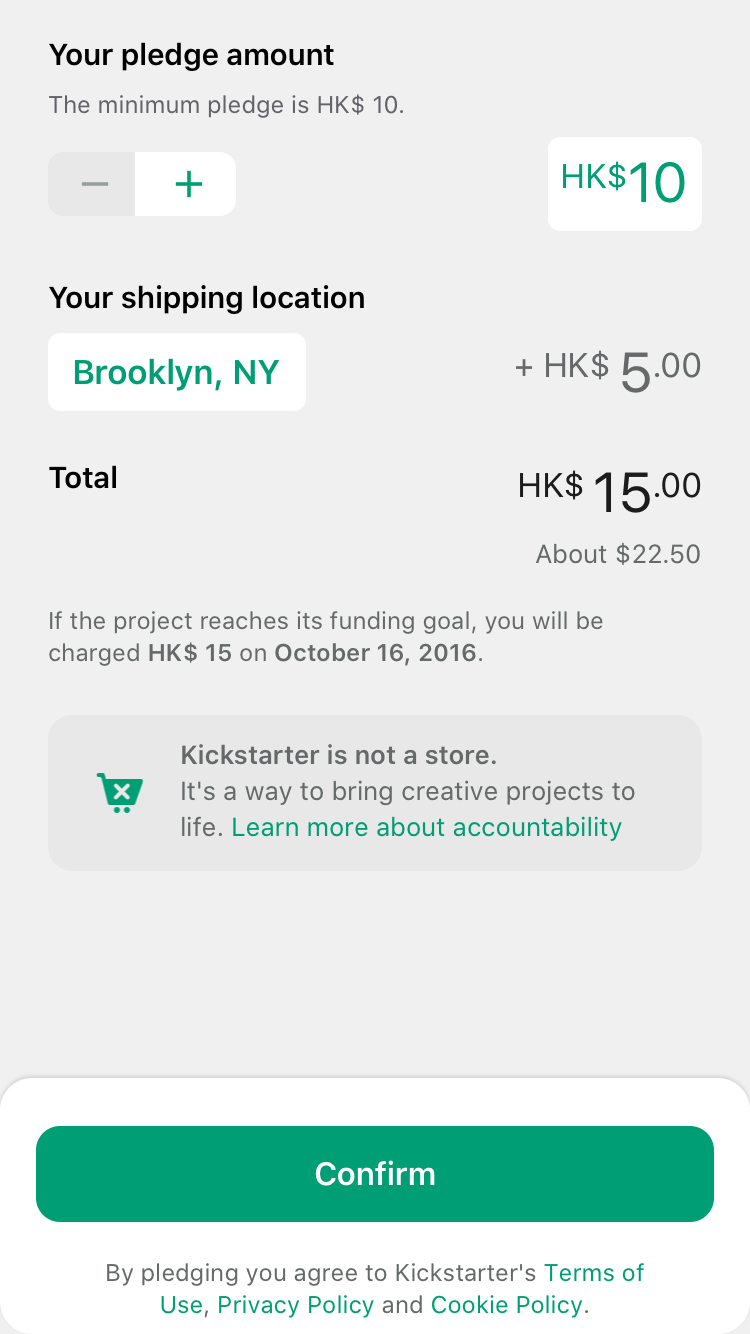 Your pledge amount
The minimum pledge is HK$ 10.
− +
HK$10
Your shipping location
Brooklyn, NY
+ HK$ 5.00
Total
HK$ 15.00
About $22.50
If the project reaches its funding goal, you will be
charged HK$ 15 on October 16, 2016.
Kickstarter is not a store.
It's a way to bring creative projects to
life. Learn more about accountability
Confirm
By pledging you agree to Kickstarter's Terms of
Use, Privacy Policy and Cookie Policy.